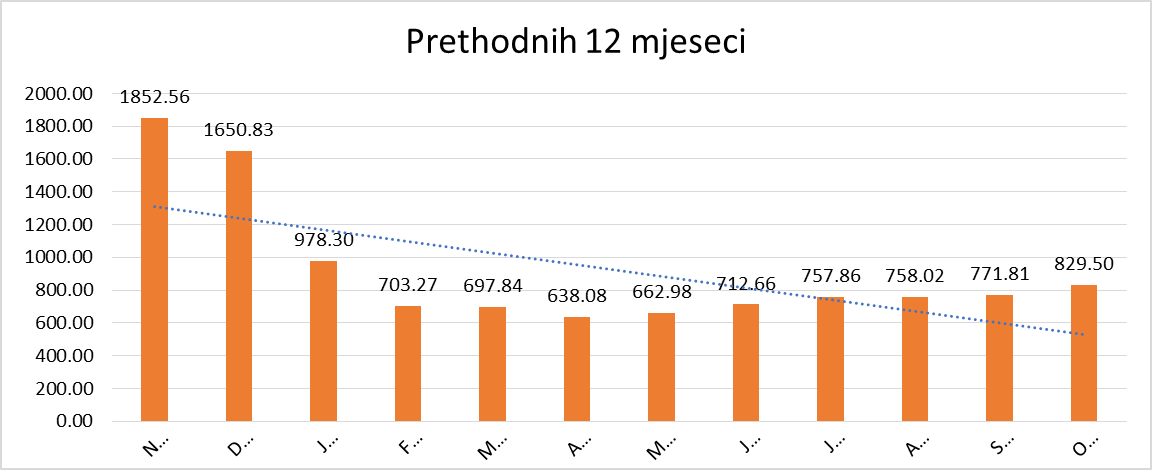 Prethodnih 12 mjeseci
2000.00
1800.00
1600.00
1400.00
1200.00
1000.00
800.00
600.00
400.00
200.00
0.00
1852.56
1650.83
978.30
703.27
697.84
638.08
662.98
712.66
757.86
758.02
771.81
829.50
N...
D...
J...
F...
M...
A...
M...
J...
J...
A...
S...
O...